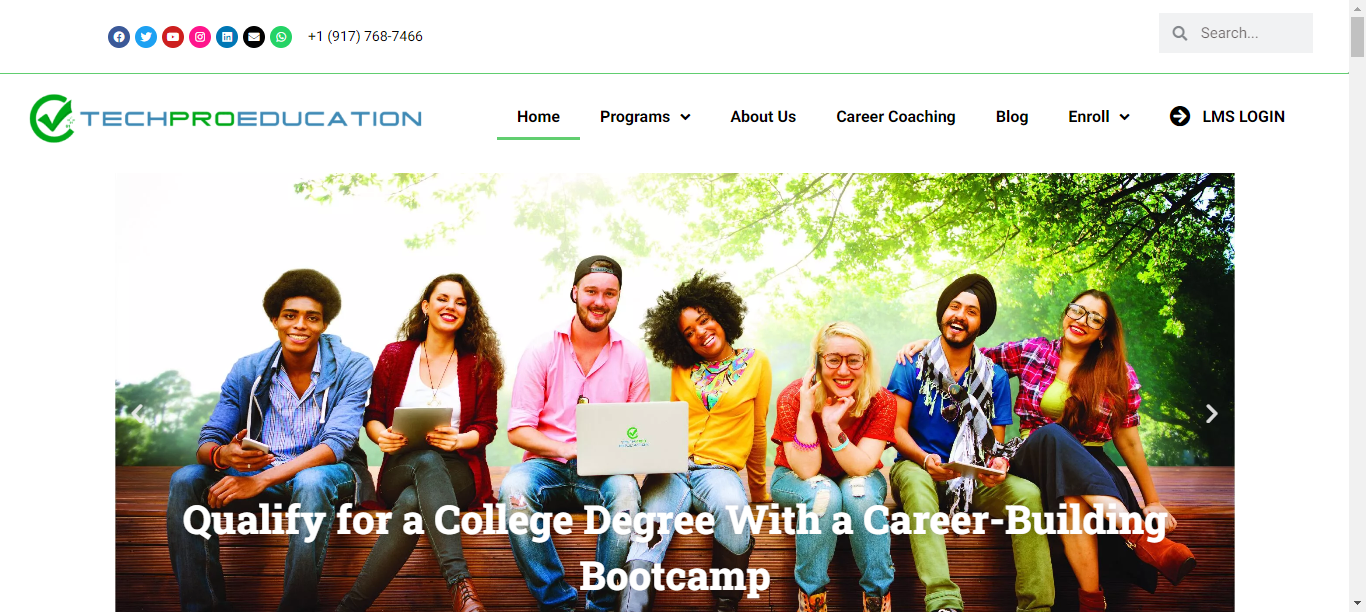 +1 (917) 768-7466
Search...
TECHPROEDUCATION
Home Programs About Us Career Coaching Blog Enroll LMS LOGIN
Qualify for a College Degree With a Career-Building
Bootcamp